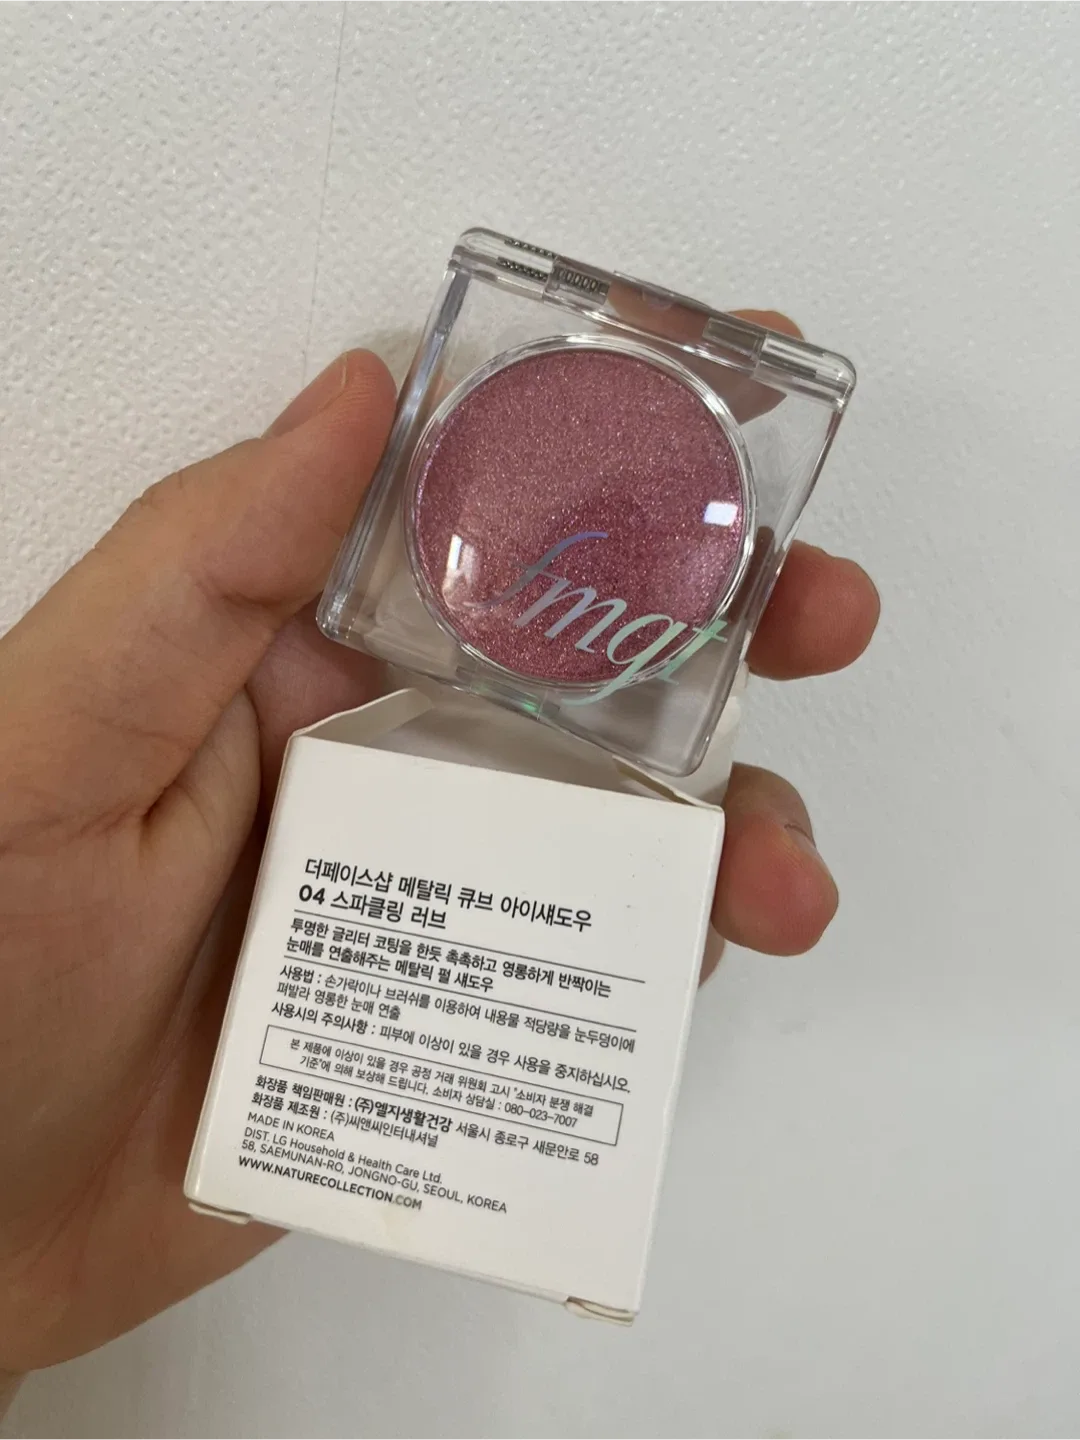 fmgt
더페이스샵 메탈릭 큐브 아이섀도우
04 스파클링 러브
투명한 글리터 코팅을 한듯 촉촉하고 영롱하게 반짝이는
눈매를 연출해주는 메탈릭 펄 섀도우
사용법 : 손가락이나 브러쉬를 이용하여 내용물 적당량을 눈두덩이에
펴발라 영롱한 눈매 연출
사용시의 주의사항 : 피부에 이상이 있을 경우 사용을 중지하십시오.
본 제품에 이상이 있을 경우 공정 거래 위원회 고시 "소비자 분쟁 해결
기준"에 의해 보상해 드립니다. 소비자 상담실 : 080-023-7007
화장품 책임판매원 : (주)엘지생활건강 서울시 종로구 새문안로 58
화장품 제조원 : (주)씨앤씨인터내셔널
MADE IN KOREA
DIST. LG Household & Health Care Ltd.
58, SAEMUNAN-RO, JONGNO-GU, SEOUL, KOREA
WWW.NATURECOLLECTION.COM